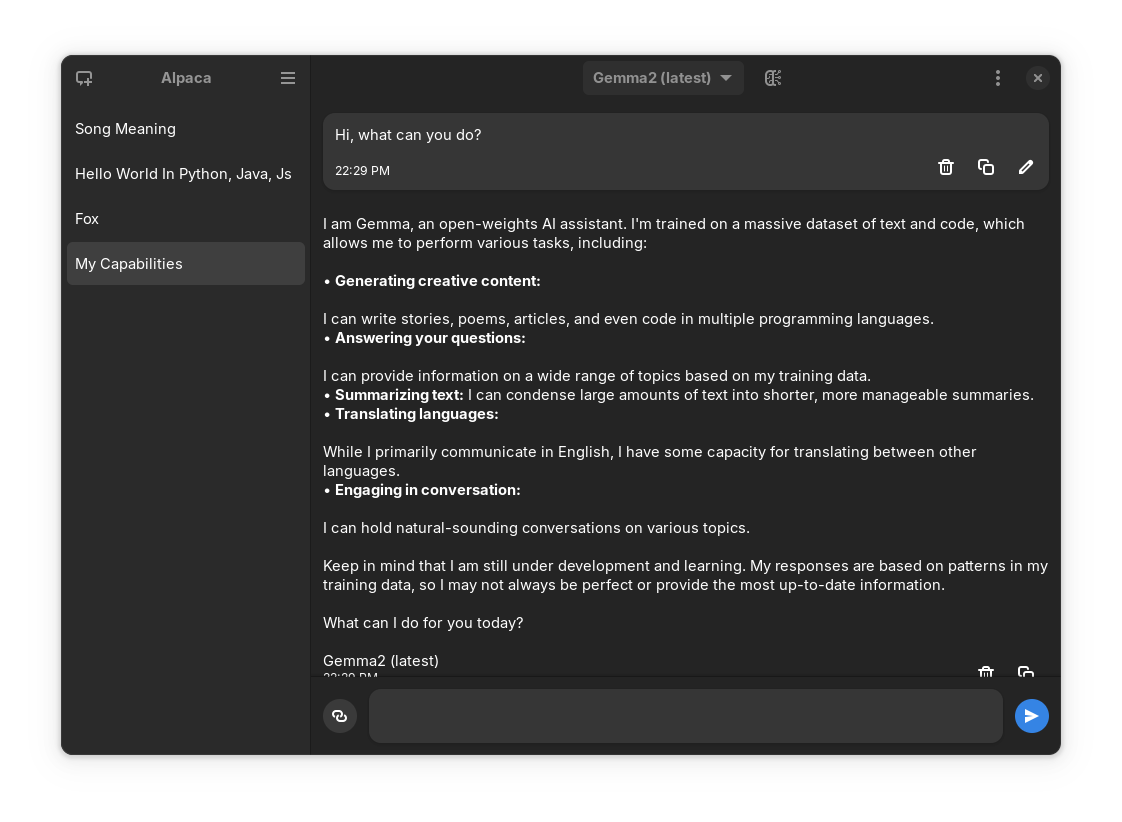 Alpaca
Gemma2 (latest)
Song Meaning
Hello World In Python, Java, Js
Fox
My Capabilities
Hi, what can you do?
22:29 PM
I am Gemma, an open-weights AI assistant. I'm trained on a massive dataset of text and code, which
allows me to perform various tasks, including:
• Generating creative content:
I can write stories, poems, articles, and even code in multiple programming languages.
• Answering your questions:
I can provide information on a wide range of topics based on my training data.
• Summarizing text: I can condense large amounts of text into shorter, more manageable summaries.
• Translating languages:
While I primarily communicate in English, I have some capacity for translating between other
languages.
• Engaging in conversation:
I can hold natural-sounding conversations on various topics.
Keep in mind that I am still under development and learning. My responses are based on patterns in my
training data, so I may not always be perfect or provide the most up-to-date information.
What can I do for you today?
Gemma2 (latest)
22:29 PM